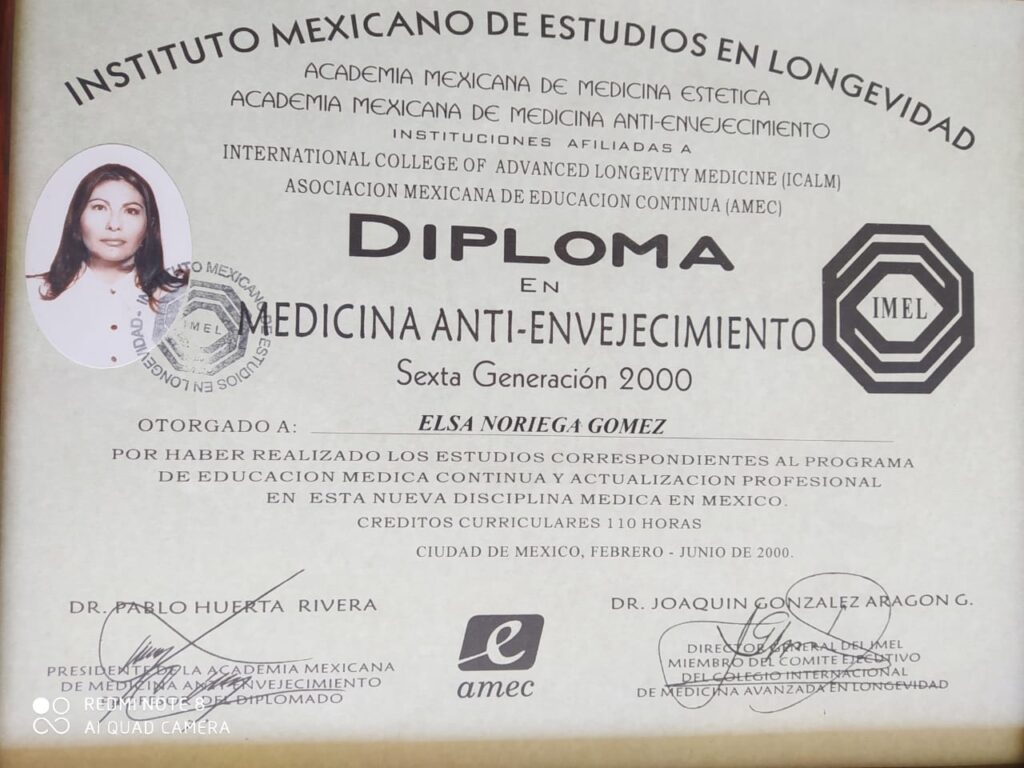 INSTITUTO MEXICANO DE ESTUDIOS EN LONGEVIDAD
ACADEMIA MEXICANA DE MEDICINA ESTETICA
ACADEMIA MEXICANA DE MEDICINA ANTI-ENVEJECIMIENTO
INSTITUCIONES AFILIADAS A
INTERNATIONAL COLLEGE OF ADVANCED LONGEVITY MEDICINE (ICALM)
ASOCIACION MEXICANA DE EDUCACION CONTINUA (AMEC)
DIPLOMA
EN
MEDICINA ANTI-ENVEJECIMIENTO
Sexta Generación 2000
IMEL
IMEL
OTORGADO A: ELSA NORIEGA GOMEZ
POR HABER REALIZADO LOS ESTUDIOS CORRESPONDIENTES AL PROGRAMA
DE EDUCACION MEDICA CONTINUA Y ACTUALIZACION PROFESIONAL
EN ESTA NUEVA DISCIPLINA MEDICA EN MEXICO.
CREDITOS CURRICULARES 110 HORAS
CIUDAD DE MEXICO, FEBRERO - JUNIO DE 2000.
DR. PABLO HUERTA RIVERA
PRESIDENTE DE LA ACADEMIA MEXICANA
DE MEDICINA ANTI-ENVEJECIMIENTO
DEL DIPLOMADO
e
amec
DR. JOAQUIN GONZALEZ ARAGON G.
DIRECTOR GENERAL DEL IMEL
MIEMBRO DEL COMITE EJECUTIVO
DEL COLEGIO INTERNACIONAL
DE MEDICINA AVANZADA EN LONGEVIDAD
REDMI NOTE 8
AI QUAD CAMERA